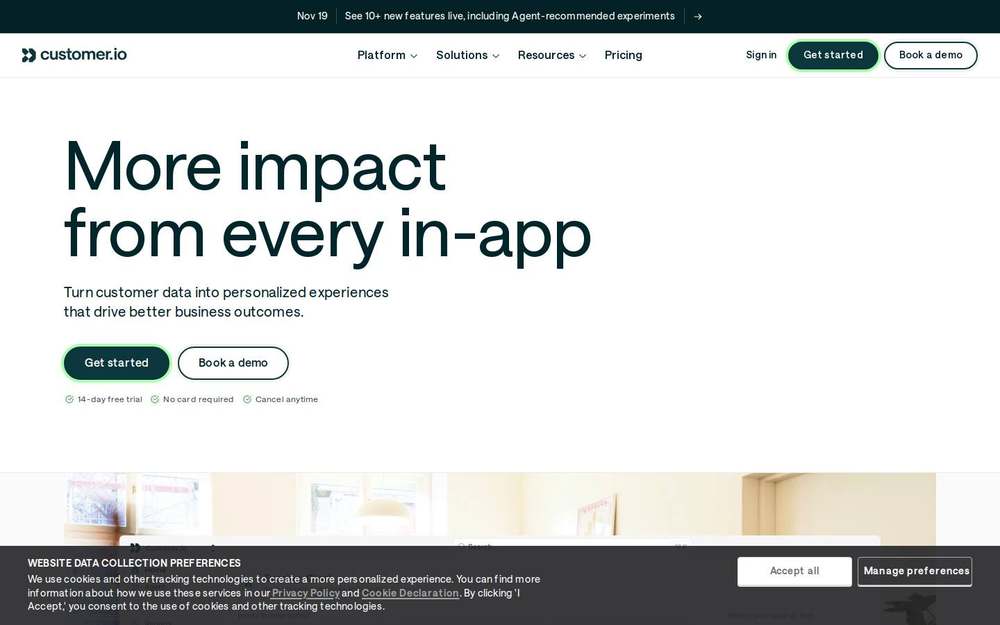 Nov 19 See 10+ new features live, including Agent-recommended experiments →
customer.io Platform Solutions Resources Pricing Sign in Get started Book a demo
More impact
from every in-app
Turn customer data into personalized experiences
that drive better business outcomes.
Get started Book a demo
14-day free trial No card required Cancel anytime
Search
WEBSITE DATA COLLECTION PREFERENCES
We use cookies and other tracking technologies to create a more personalized experience. You can find more
information about how we use these services in our Privacy Policy and Cookie Declaration. By clicking 'I
Accept,' you consent to the use of cookies and other tracking technologies.
Accept all Manage preferences